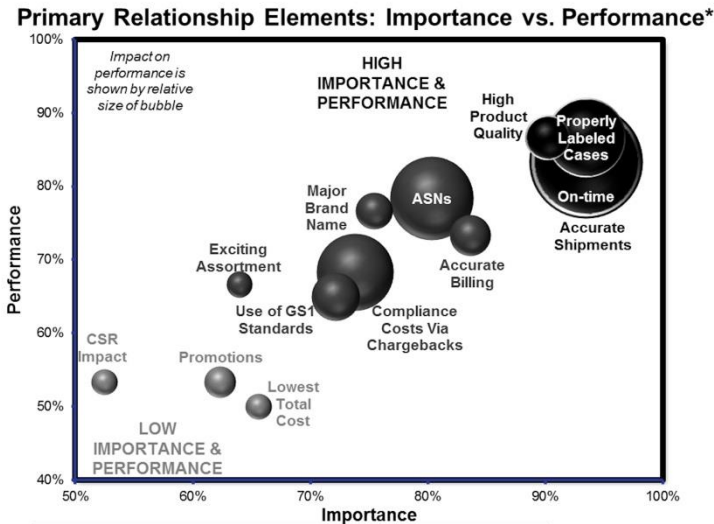 Primary Relationship Elements: Importance vs. Performance*
100%
90%
80%
70%
60%
50%
40%
Performance
Impact on
performance is
shown by relative
size of bubble
HIGH
IMPORTANCE &
PERFORMANCE
High
Product
Quality
Properly
Labeled
Cases
On-time
Accurate
Shipments
Major
Brand
Name
ASNs
Accurate
Billing
Exciting
Assortment
Use of GS1
Standards
Compliance
Costs Via
Chargebacks
CSR
Impact
Promotions
Lowest
Total
Cost
LOW
IMPORTANCE &
PERFORMANCE
50%
60%
70%
80%
90%
100%
Importance